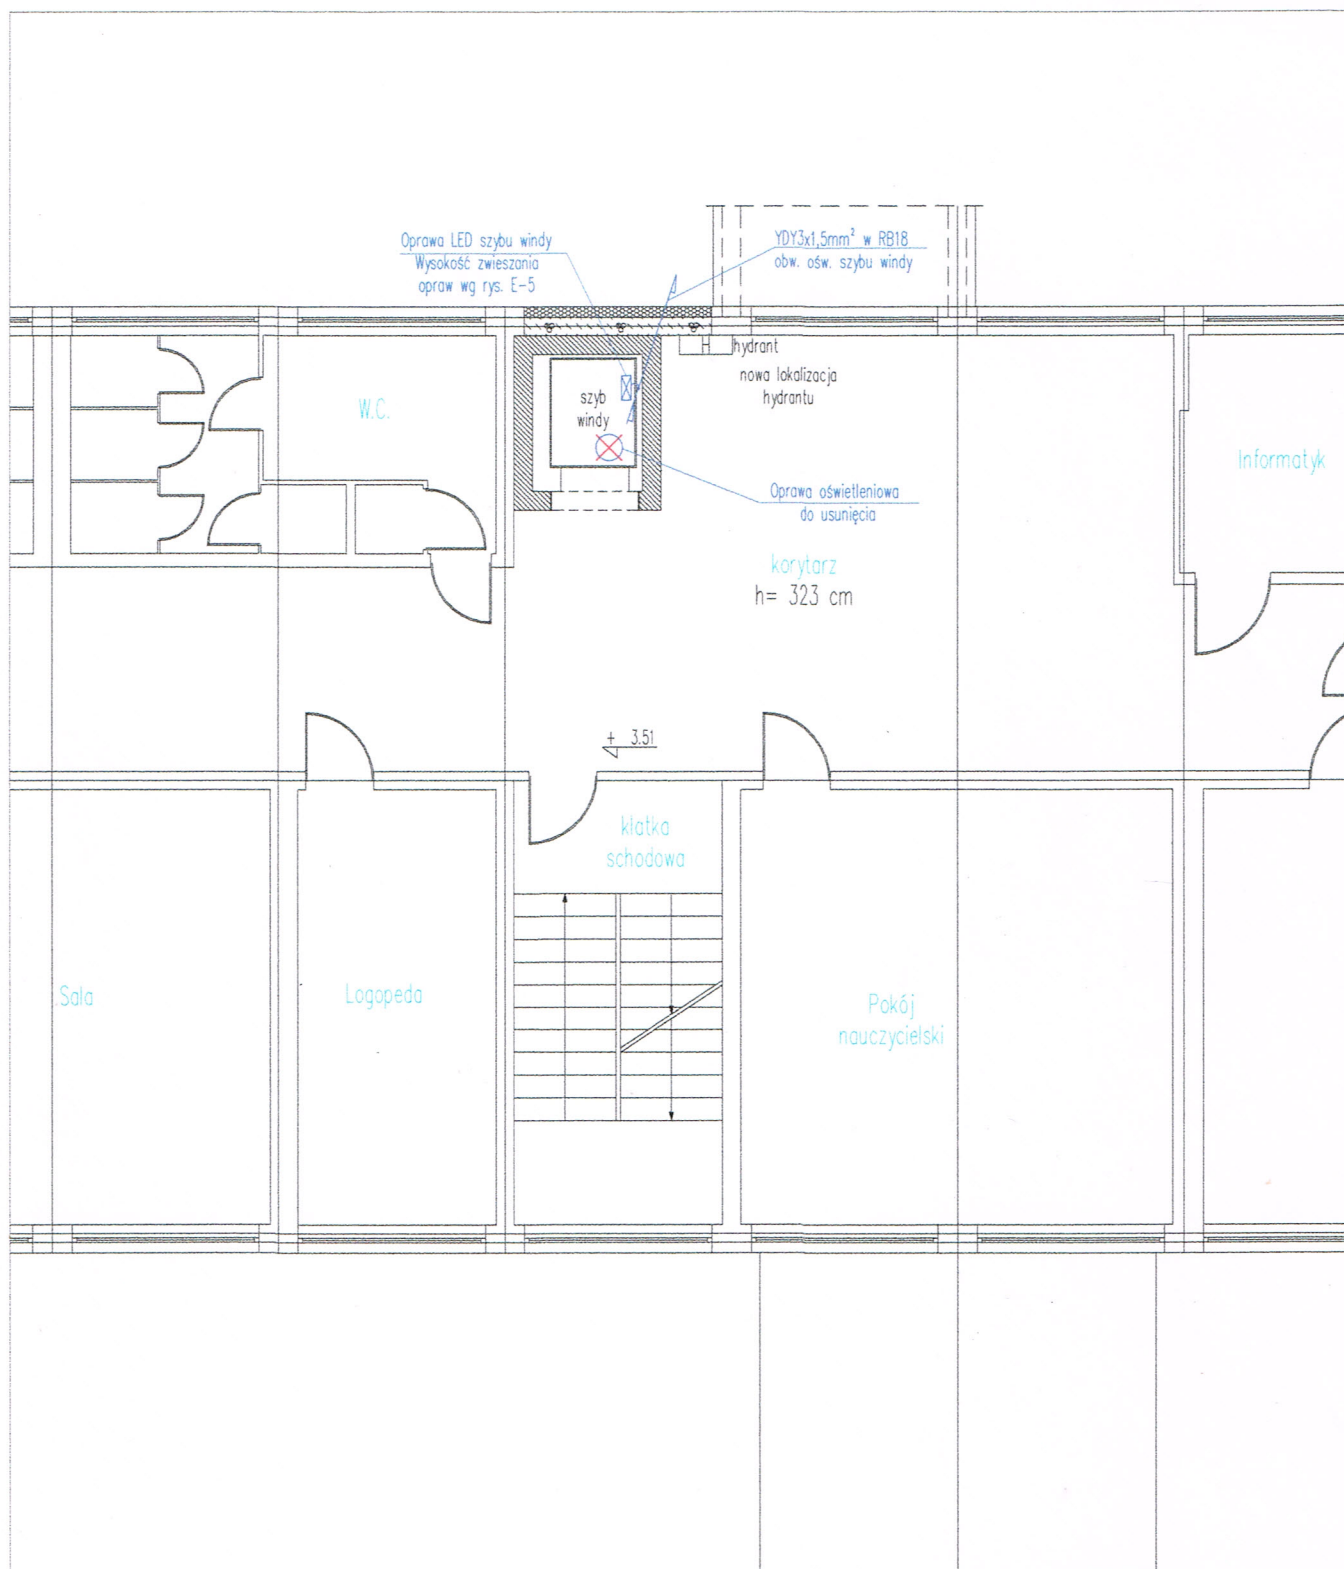 Oprawa LED szybu windy
Wysokość zwieszania
opraw wg rys. E-5
YDY3x1,5mm² w RB18
obw. ośw. szybu windy
hydrant
nowa lokalizacja
hydrantu
szyb
windy
W.C.
Informatyk
Oprawa oświetleniowa
do usunięcia
korytarz
h= 323 cm
+ 3.51
klatka
schodowa
Sala
Logopeda
Pokój
nauczycielski